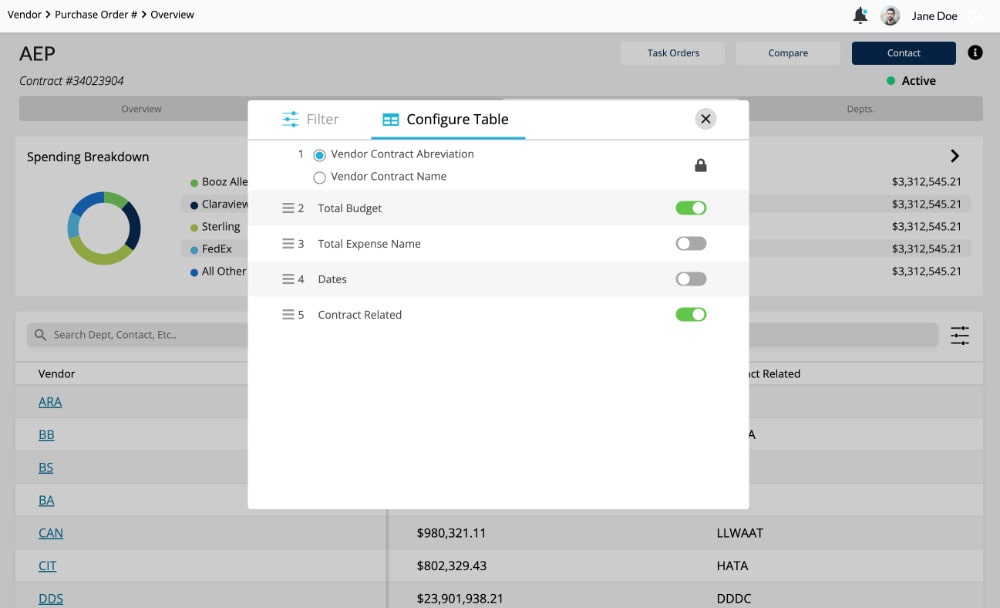 Vendor > Purchase Order # > Overview
Jane Doe
AEP
Task Orders
Compare
Contact
Contract #34023904
Active
Overview
Depts.
Filter
Configure Table
Spending Breakdown
1 Vendor Contract Abreviation
Vendor Contract Name
2 Total Budget
3 Total Expense Name
4 Dates
5 Contract Related
Booz Alle
$3,312,545.21
Claraview
$3,312,545.21
Sterling
$3,312,545.21
FedEx
$3,312,545.21
All Other
$3,312,545.21
Search Dept, Contact, Etc..
Vendor
ct Related
ARA
BB
A
BS
BA
CAN $980,321.11 LLWAAT
CIT $802,329.43 HATA
DDS $23,901,938.21 DDDC